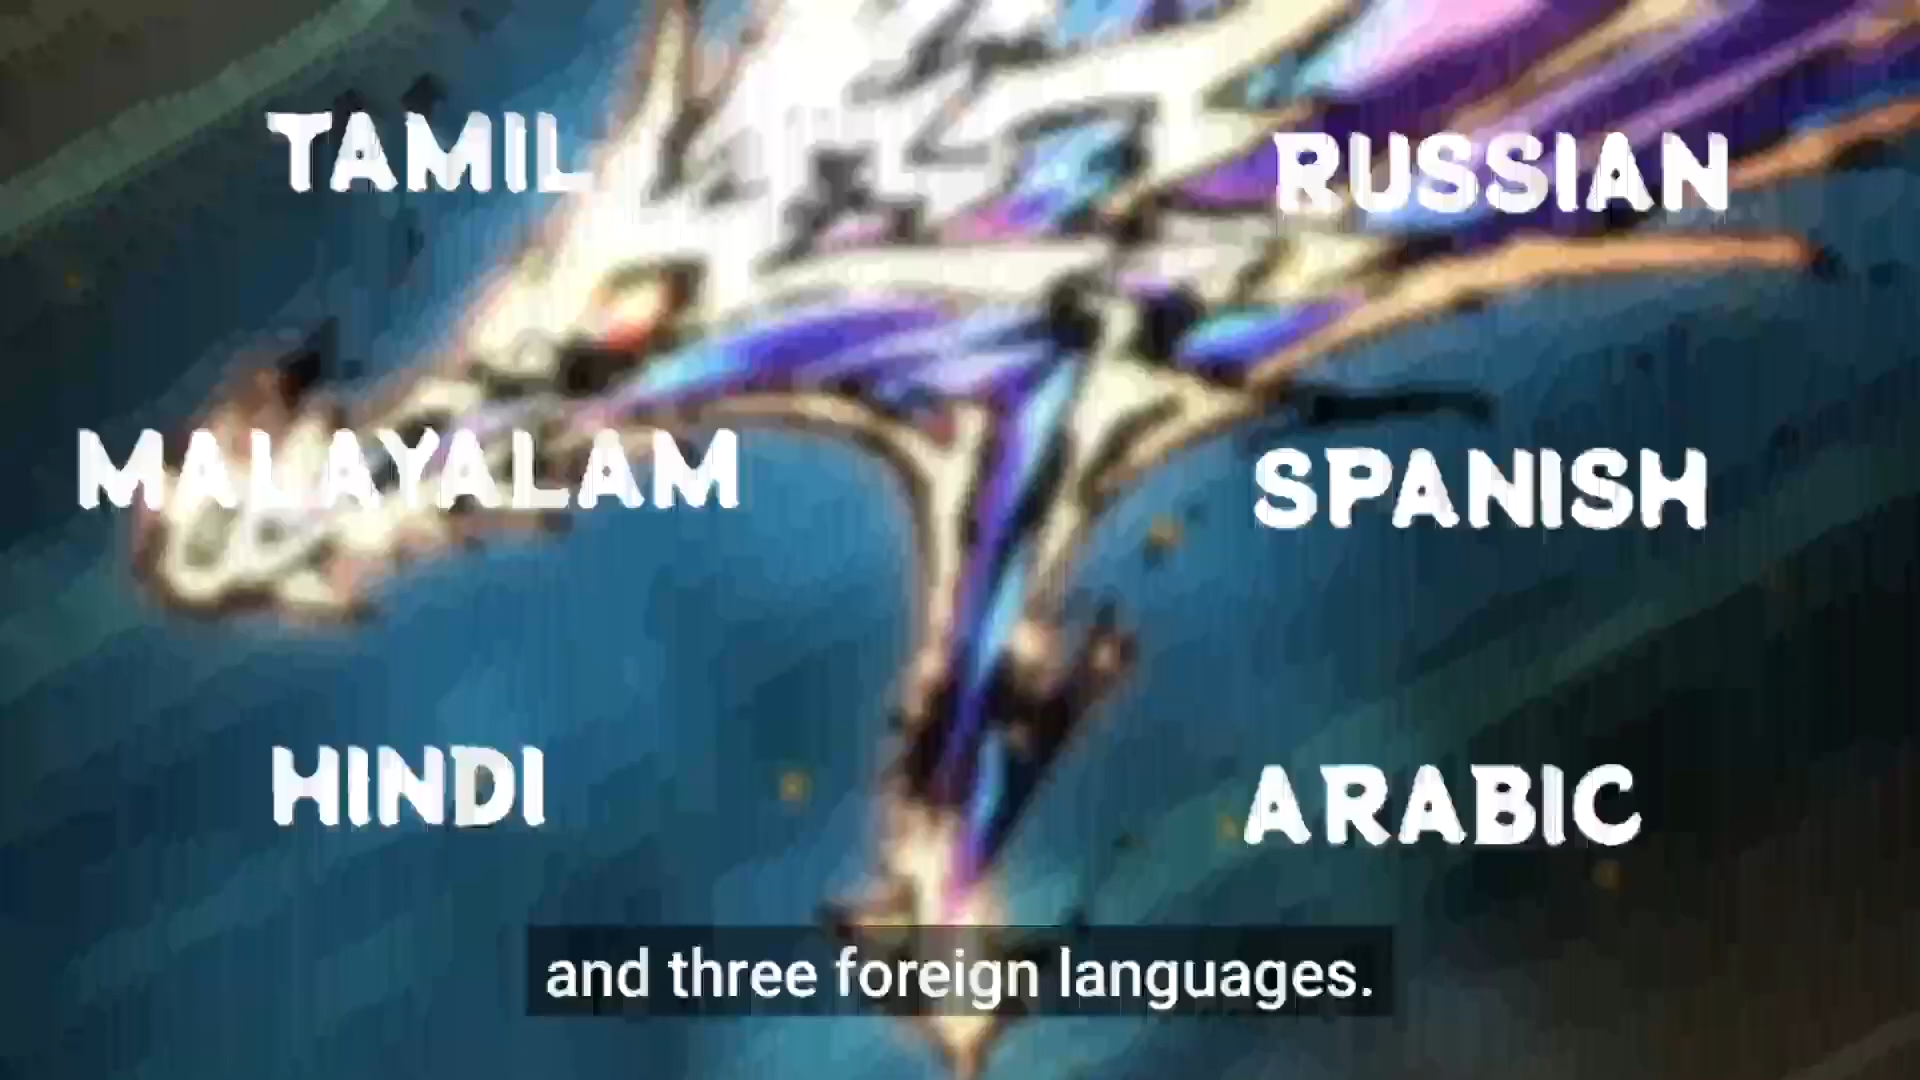 TAMIL
MALAYALAM
HINDI
RUSSIAN
SPANISH
ARABIC
and three foreign languages.